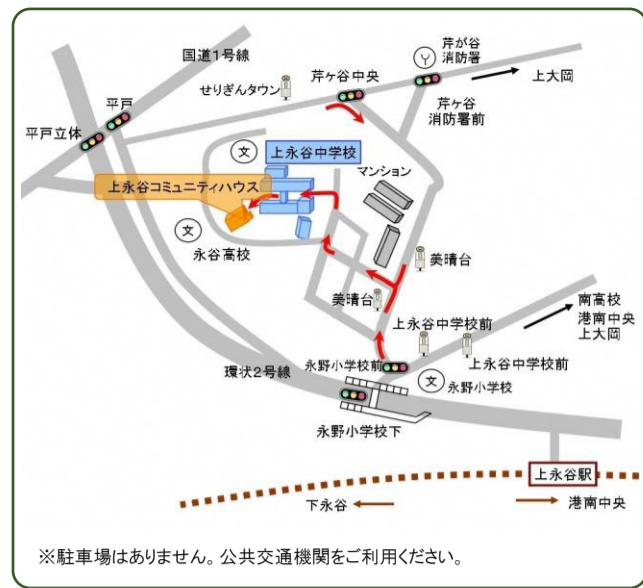 国道1号線
せりぎんタウン
芹ヶ谷中央
芹が谷
消防署
上大岡
平戸
平戸立体
芹ヶ谷
消防署前
文
上永谷中学校
マンション
上永谷コミュニティハウス
文
永谷高校
美晴台
美晴台
南高校
港南中央
上大岡
上永谷中学校前
上永谷中学校前
永野小学校前
環状2号線
文
永野小学校
永野小学校下
上永谷駅
下永谷
港南中央
※駐車場はありません。公共交通機関をご利用ください。